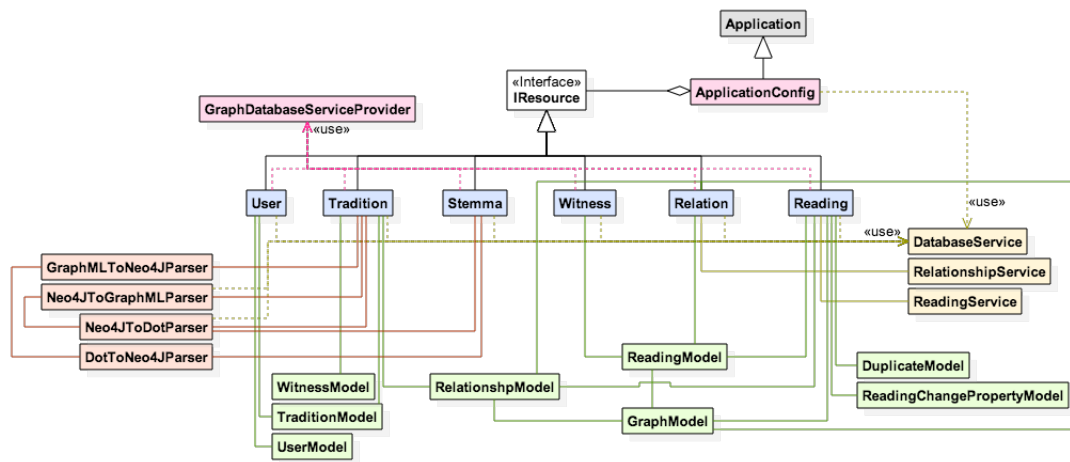 Application
«Interface»
IResource
ApplicationConfig
GraphDatabaseServiceProvider
«use»
User
Tradition
Stemma
Witness
Relation
Reading
«use»
«use»
DatabaseService
GraphMLToNeo4JParser
RelationshipService
Neo4JToGraphMLParser
ReadingService
Neo4JToDotParser
DotToNeo4JParser
ReadingModel
DuplicateModel
WitnessModel
RelationshpModel
ReadingChangePropertyModel
TraditionModel
GraphModel
UserModel